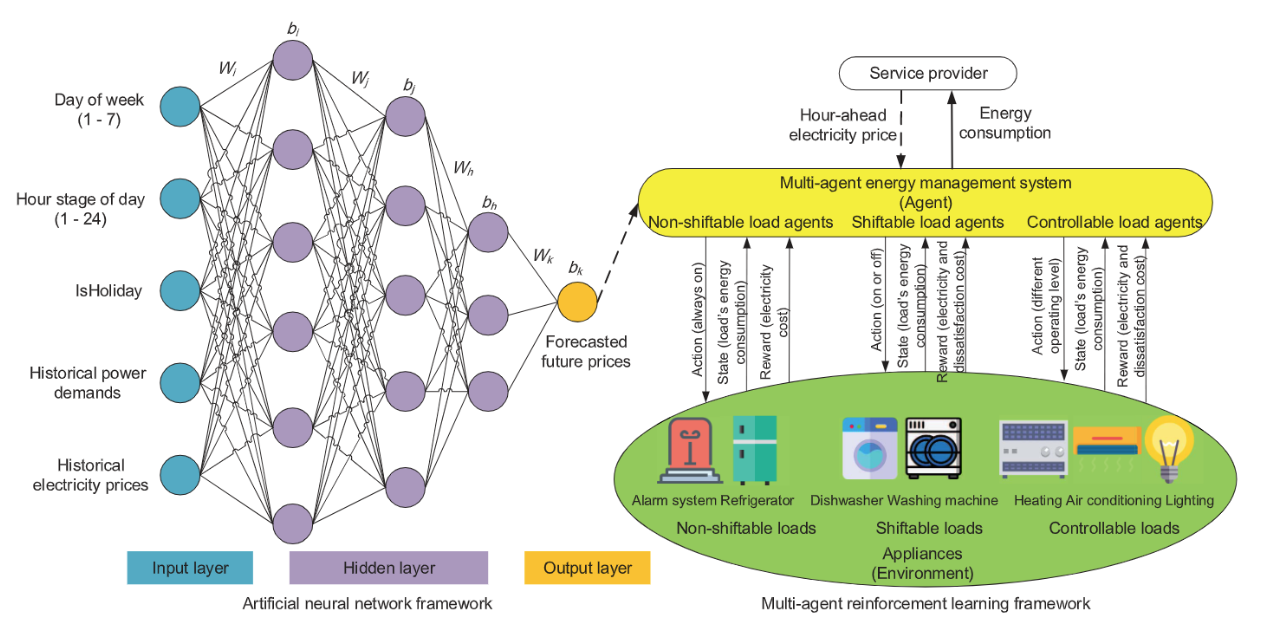 b_i
W_i
W_j
b_j
Day of week
(1 - 7)
W_h
Hour stage of day
(1 - 24)
b_h
W_k
IsHoliday
b_k
Forecasted
future prices
Historical power
demands
Historical
electricity prices
Input layer
Hidden layer
Output layer
Artificial neural network framework
Service provider
Hour-ahead
electricity price
Energy
consumption
Multi-agent energy management system
(Agent)
Non-shiftable load agents
Shiftable load agents
Controllable load agents
Action (always on)
State (load's energy
consumption)
Reward (electricity
cost)
Action (on or off)
State (load's energy
consumption)
Reward (electricity and
dissatisfaction cost)
Action (different
operating level)
State (load's energy
consumption)
Reward (electricity and
dissatisfaction cost)
Alarm system Refrigerator
Dishwasher Washing machine
Heating Air conditioning Lighting
Non-shiftable loads
Shiftable loads
Controllable loads
Appliances
(Environment)
Multi-agent reinforcement learning framework